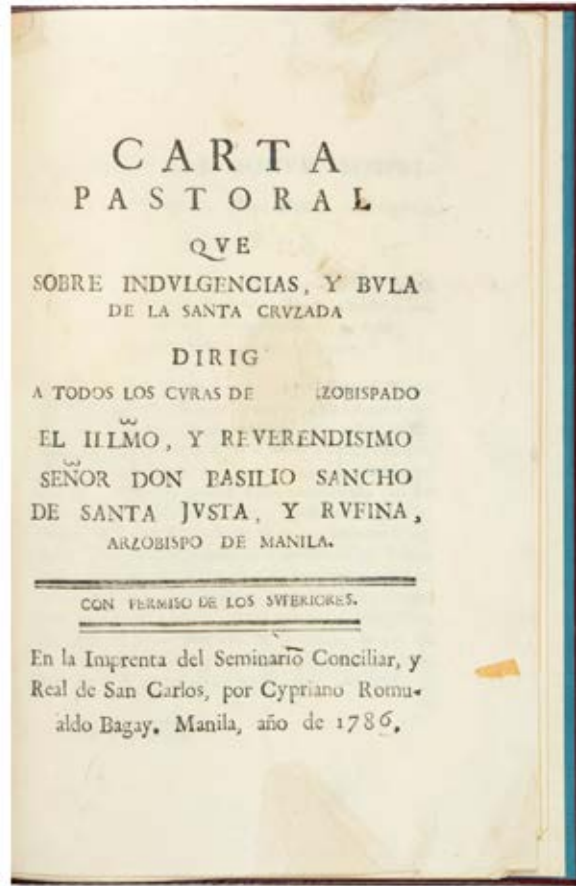 CARTA
PASTORAL
QVE
SOBRE INDVLGENCIAS, Y BVLA
DE LA SANTA CRVZADA
DIRIG
A TODOS LOS CVRAS DE IZOBISPADO
EL IILMO, Y REVERENDISIMO
SEÑOR DON BASILIO SANCHO
DE SANTA JVSTA, Y RVFINA,
ARZOBISPO DE MANILA.
CON PERMISO DE LOS SVPERIORES.
En la Imprenta del Seminario Conciliar, y
Real de San Carlos, por Cypriano Romu-
aldo Bagay. Manila, año de 1786.